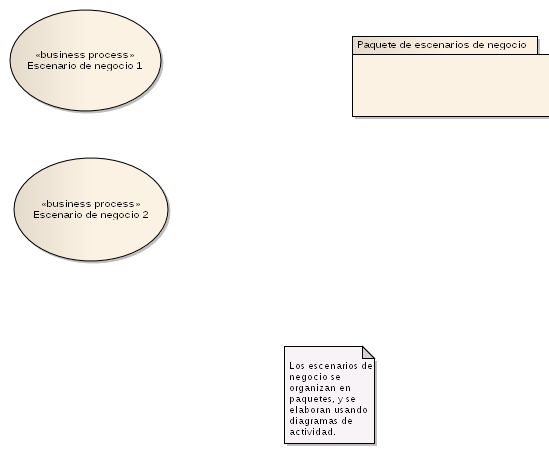 «business process»
Escenario de negocio 1
Paquete de escenarios de negocio
«business process»
Escenario de negocio 2
Los escenarios de
negocio se
organizan en
paquetes, y se
elaboran usando
diagramas de
actividad.